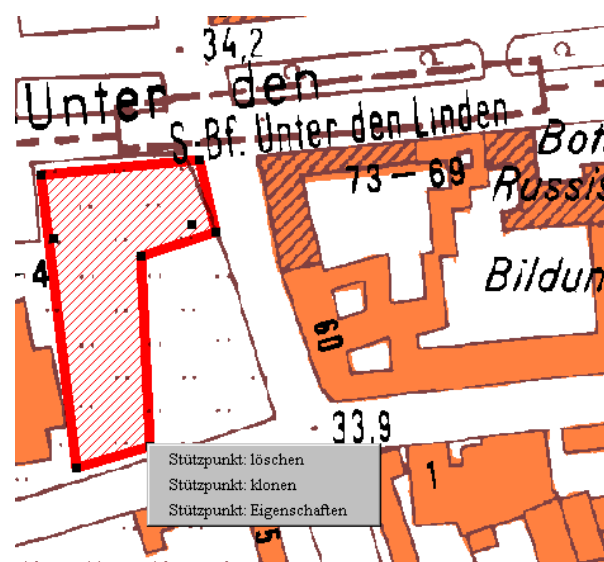 34,2
Unter den
S-Bf. Unter den Linden
73 – 69
Bot
Russis
-4
Bildun
60
33,9
Stützpunkt: löschen
Stützpunkt: klonen
Stützpunkt: Eigenschaften
1